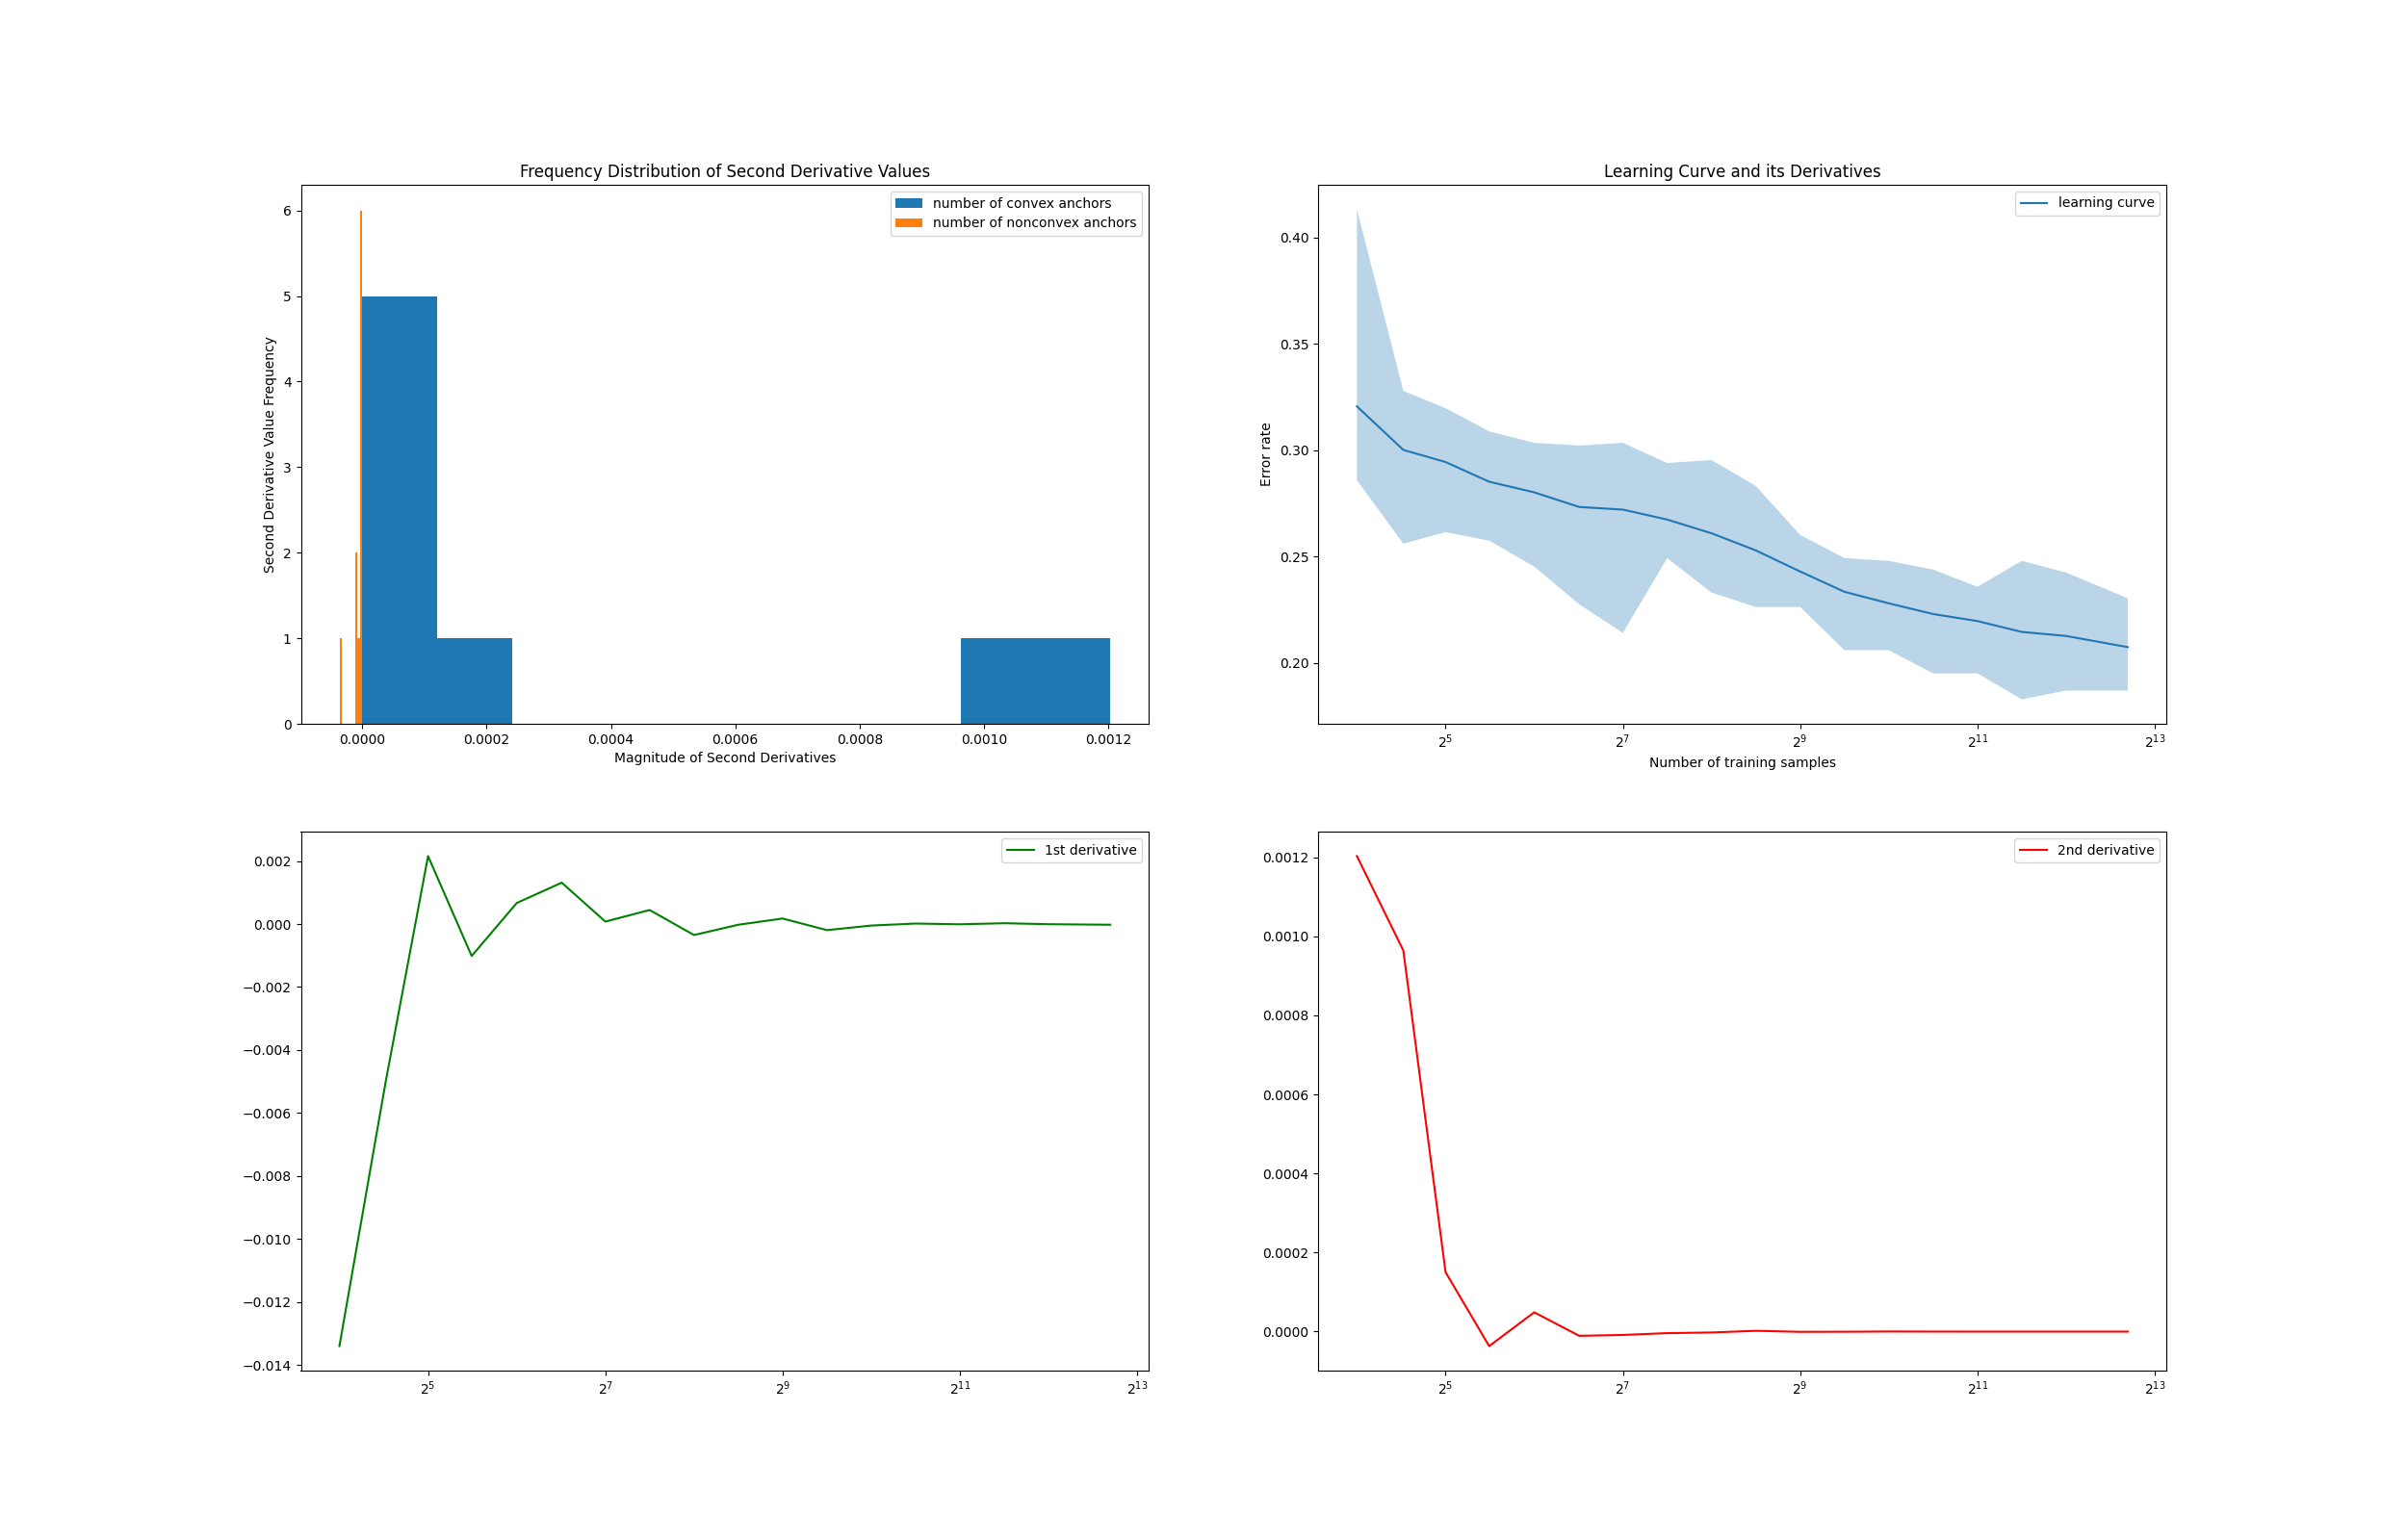 Frequency Distribution of Second Derivative Values
number of convex anchors
number of nonconvex anchors
6
5
4
3
2
1
0
Second Derivative Value Frequency
0.0000 0.0002 0.0004 0.0006 0.0008 0.0010 0.0012
Magnitude of Second Derivatives
Learning Curve and its Derivatives
learning curve
0.40
0.35
0.30
0.25
0.20
Error rate
2^5 2^7 2^9 2^11 2^13
Number of training samples
1st derivative
0.002
0.000
−0.002
−0.004
−0.006
−0.008
−0.010
−0.012
−0.014
2^5 2^7 2^9 2^11 2^13
2nd derivative
0.0012
0.0010
0.0008
0.0006
0.0004
0.0002
0.0000
2^5 2^7 2^9 2^11 2^13